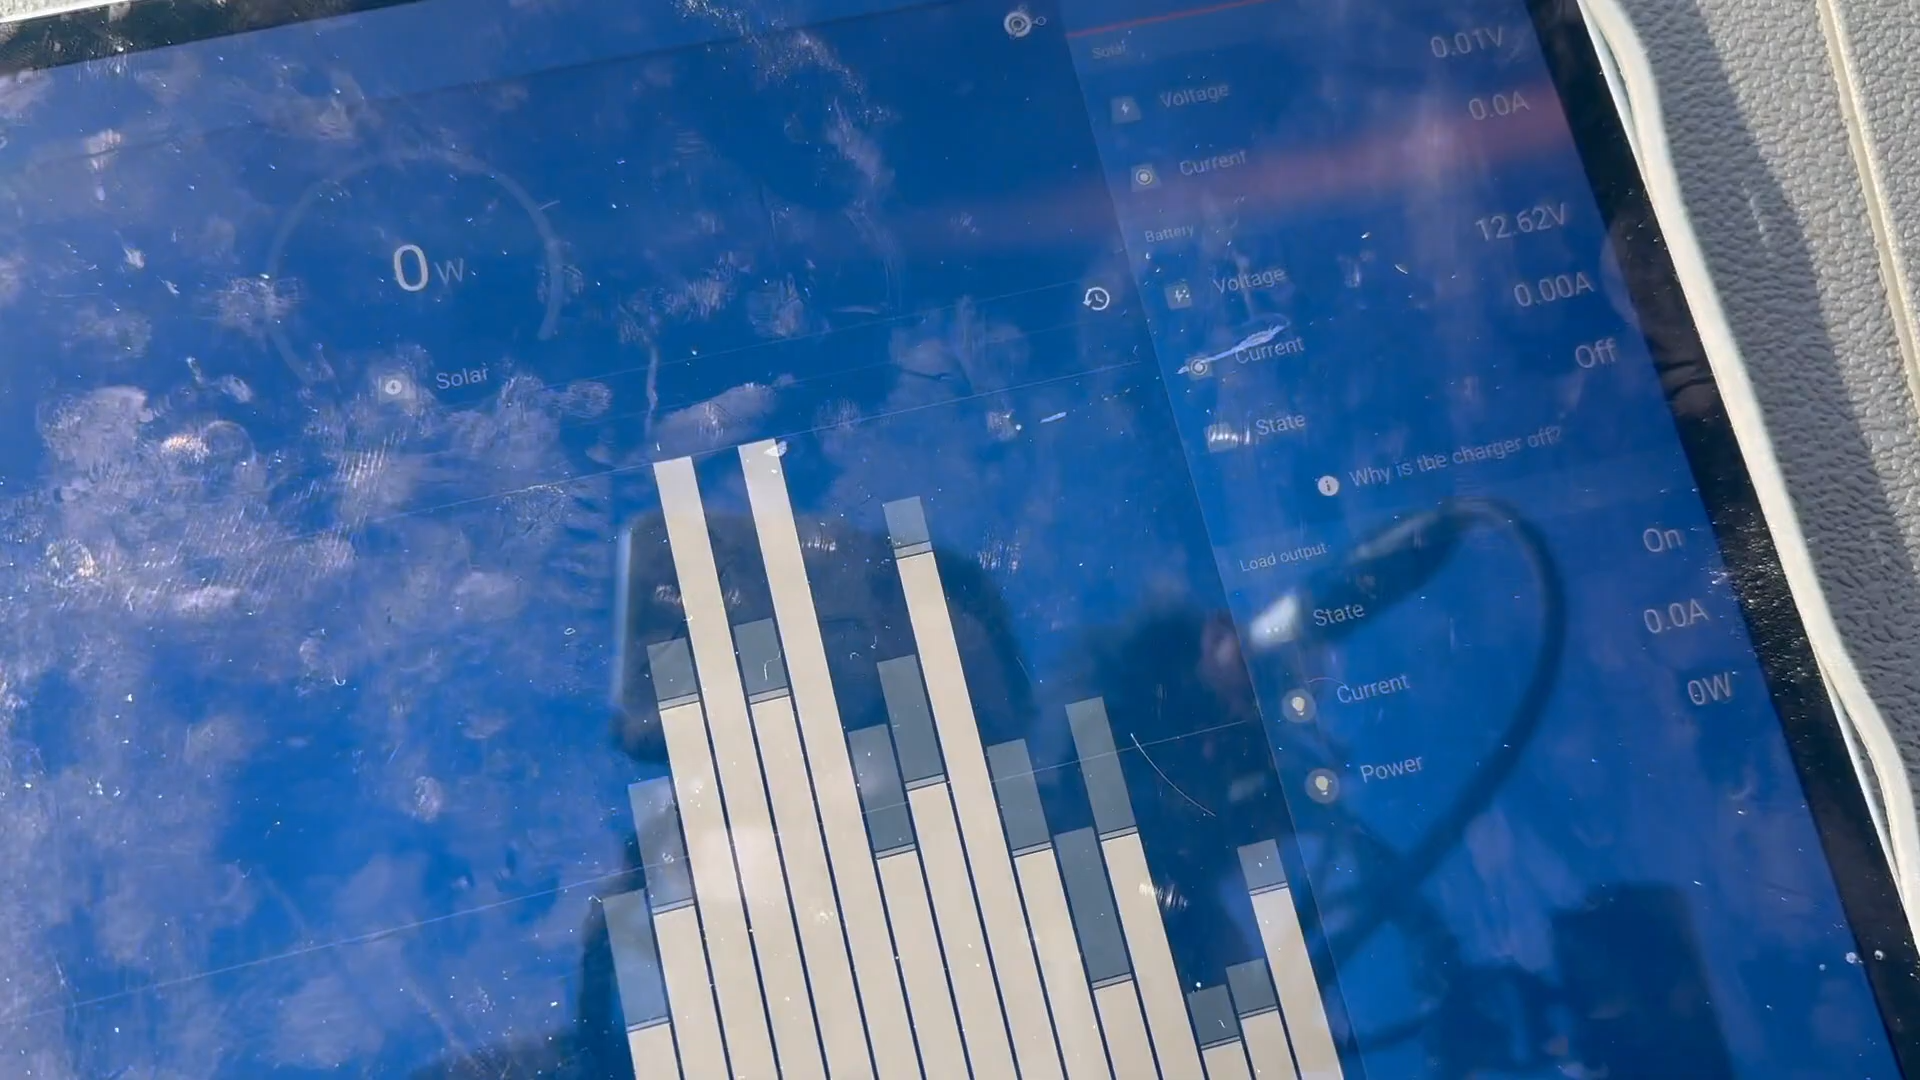 0W
Solar
Solar
Voltage 0.01V
Current 0.0A
Battery
Voltage 12.62V
Current 0.00A
State Off
Why is the charger off?
Load output
State On
Current 0.0A
Power 0W